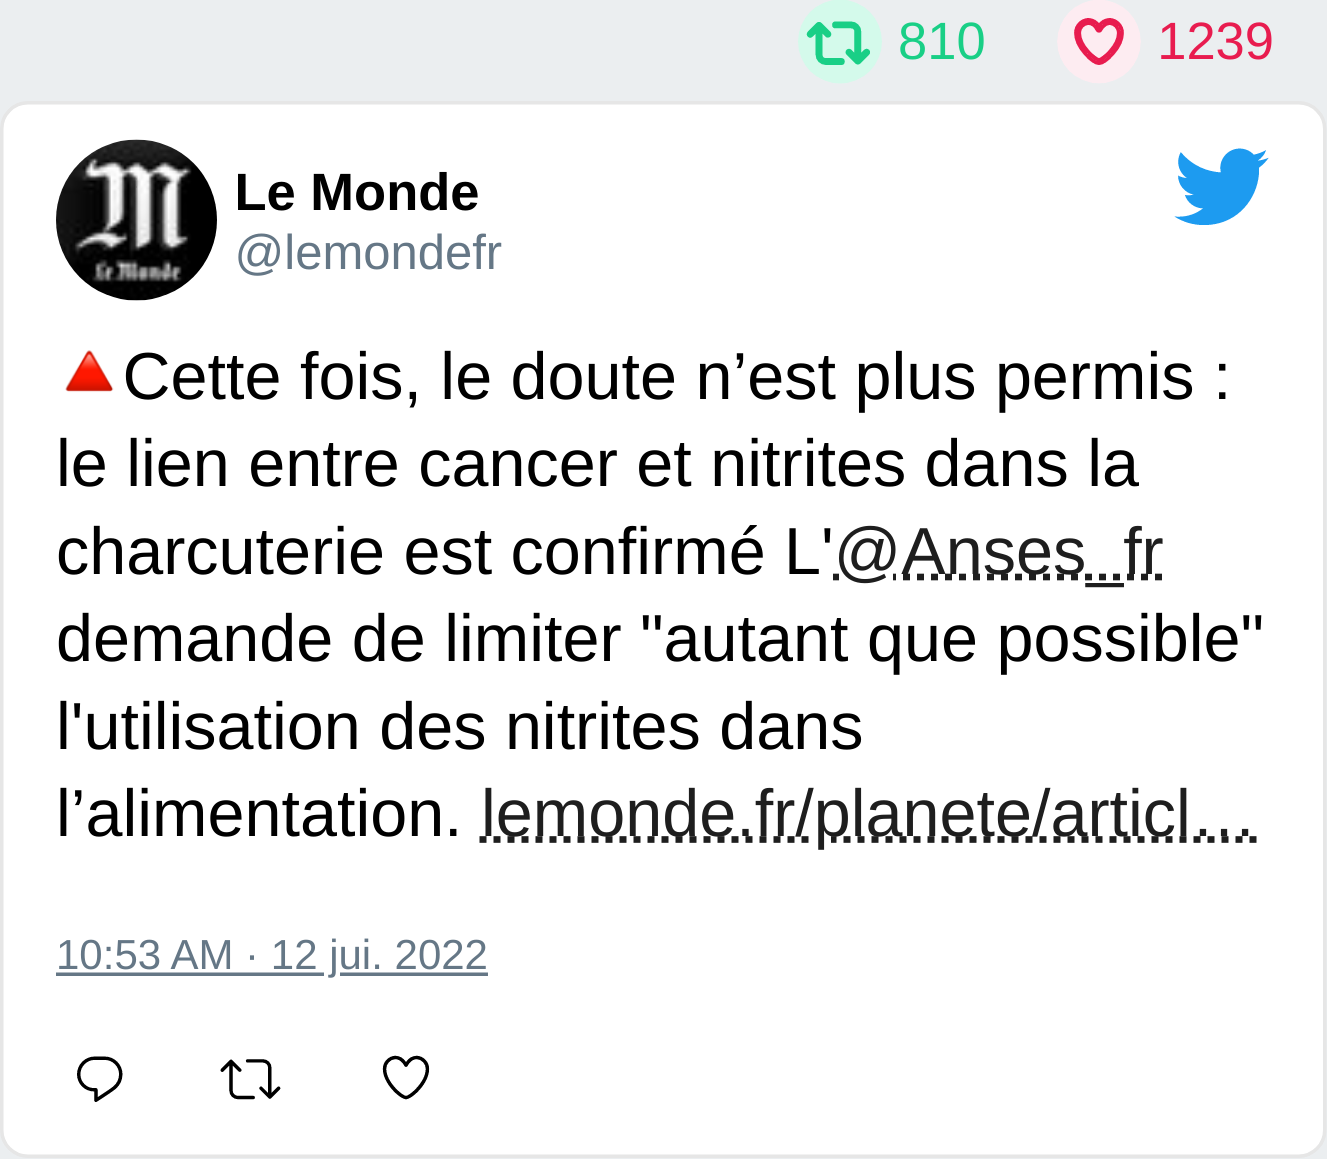 810 1239
Le Monde
Le Monde
@lemondefr
🔺Cette fois, le doute n’est plus permis :
le lien entre cancer et nitrites dans la
charcuterie est confirmé L'@Anses_fr
demande de limiter "autant que possible"
l'utilisation des nitrites dans
l’alimentation. lemonde.fr/planete/articl…
10:53 AM · 12 jui. 2022